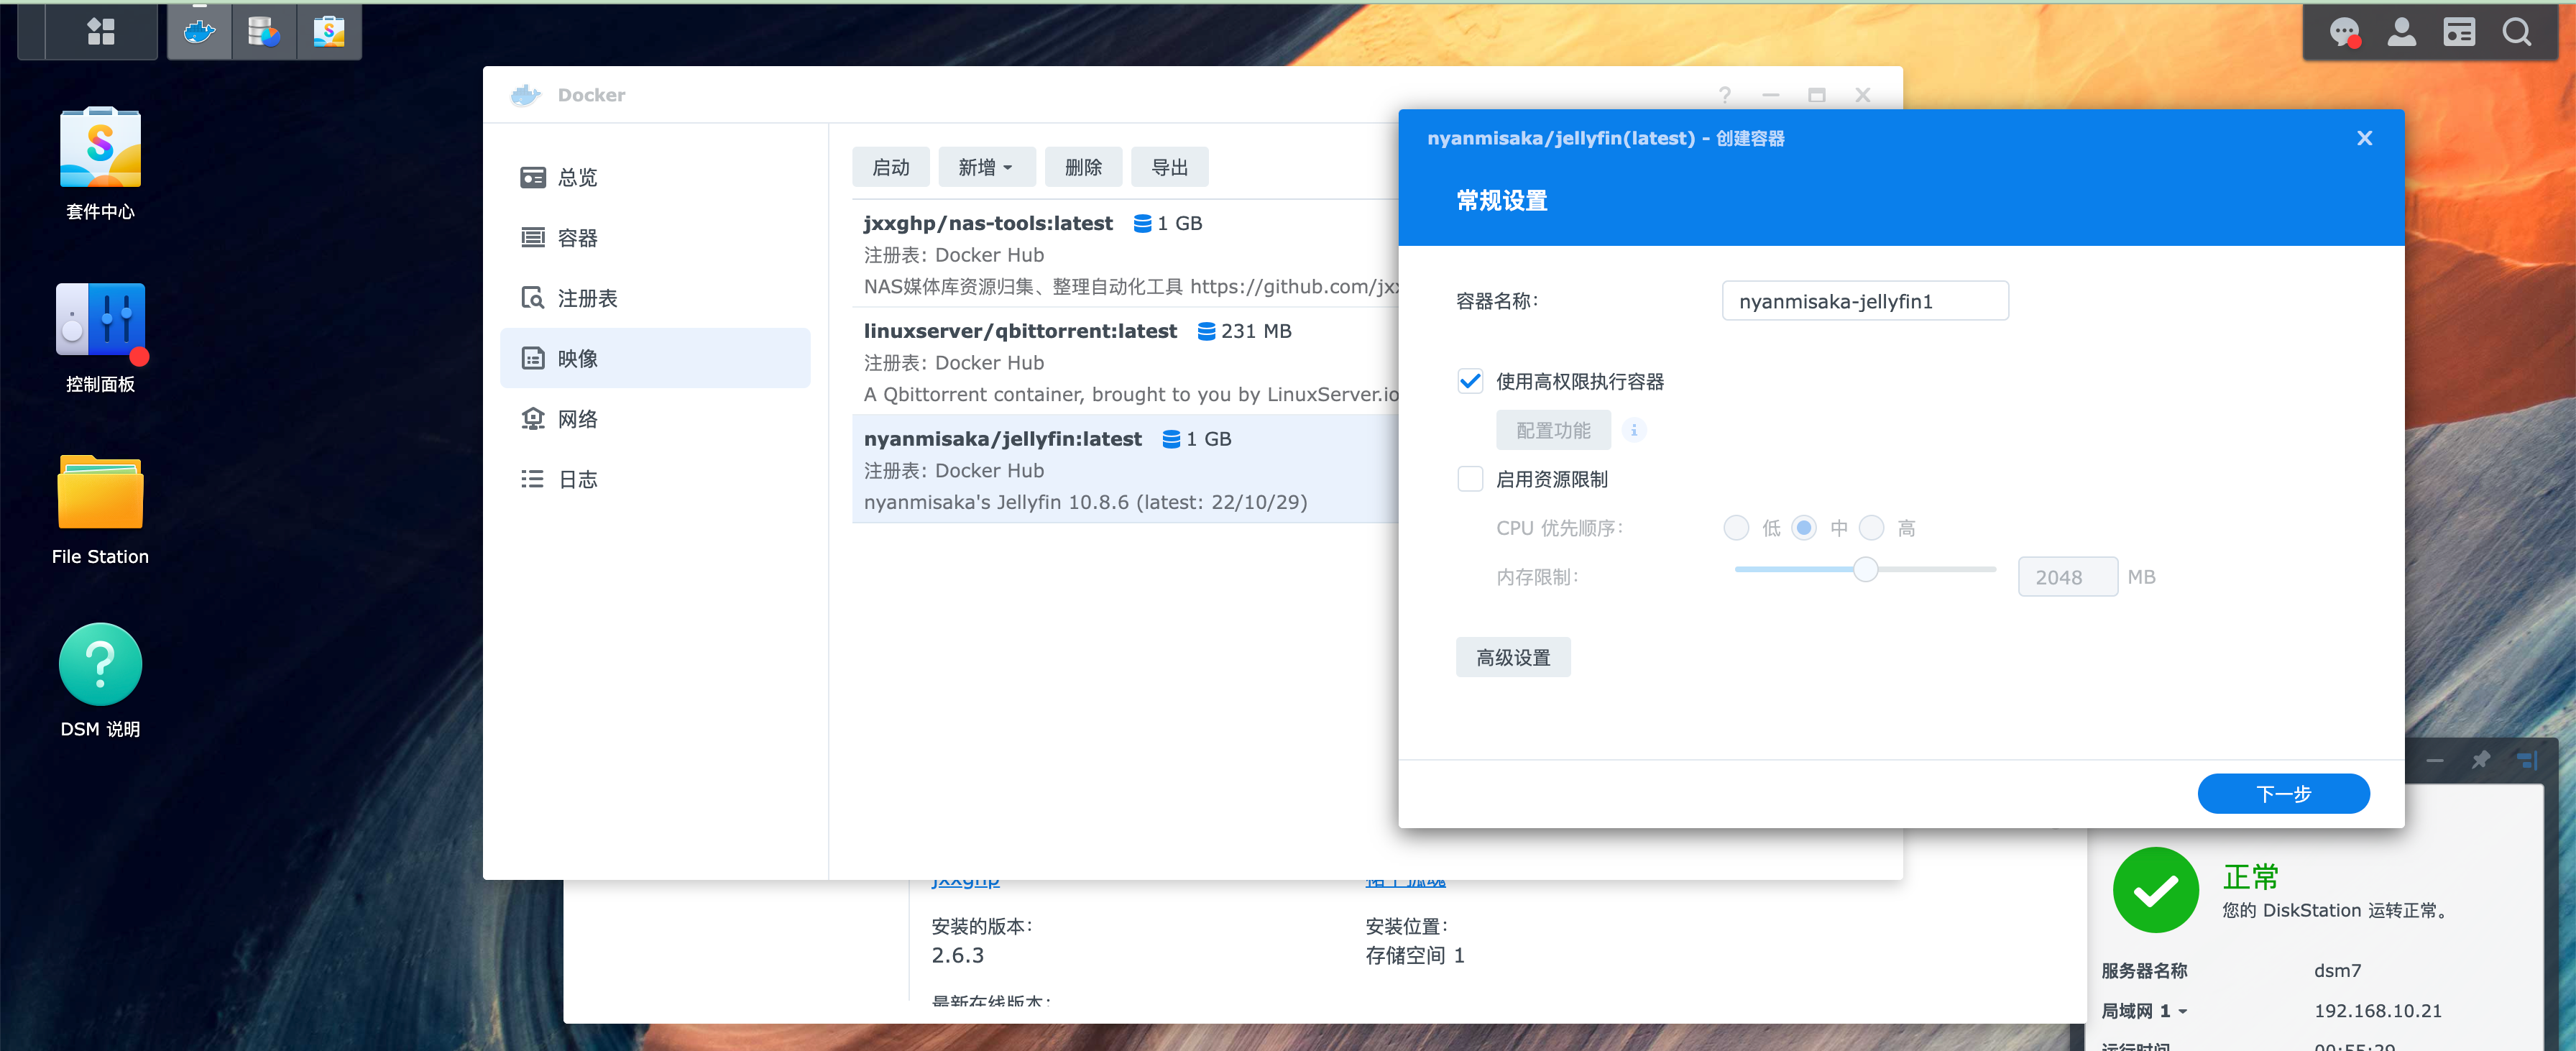 套件中心
控制面板
File Station
DSM 说明
Docker
总览
容器
注册表
映像
网络
日志
启动
新增
删除
导出
jxxghp/nas-tools:latest 1 GB
注册表: Docker Hub
NAS媒体库资源归集、整理自动化工具 https://github.com/jx
linuxserver/qbittorrent:latest 231 MB
注册表: Docker Hub
A Qbittorrent container, brought to you by LinuxServer.io
nyanmisaka/jellyfin:latest 1 GB
注册表: Docker Hub
nyanmisaka's Jellyfin 10.8.6 (latest: 22/10/29)
nyanmisaka/jellyfin(latest) - 创建容器
常规设置
容器名称:
nyanmisaka-jellyfin1
使用高权限执行容器
配置功能
启用资源限制
CPU 优先顺序: 低 中 高
内存限制: 2048 MB
高级设置
下一步
jxxghp
安装的版本:
2.6.3
安装位置:
存储空间 1
最新在线版本:
正常
您的 DiskStation 运转正常。
服务器名称 dsm7
局域网 1 192.168.10.21
运行时间 00:55:29